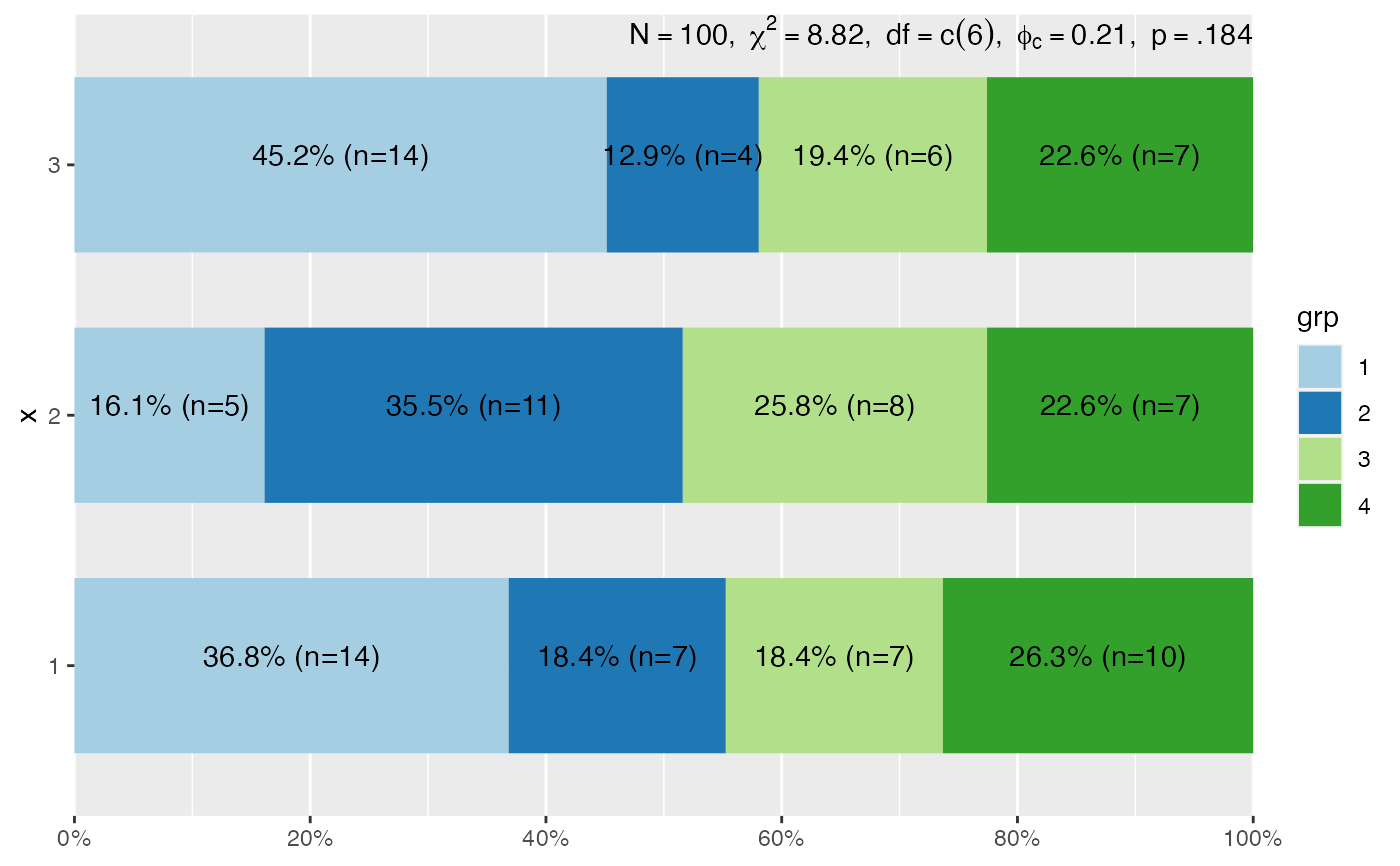 N = 100, χ² = 8.82, df = c(6), ϕc = 0.21, p = .184
3
45.2% (n=14) 12.9% (n=4) 19.4% (n=6) 22.6% (n=7)
grp
1
2
3
4
x
2
16.1% (n=5) 35.5% (n=11) 25.8% (n=8) 22.6% (n=7)
1
36.8% (n=14) 18.4% (n=7) 18.4% (n=7) 26.3% (n=10)
0% 20% 40% 60% 80% 100%